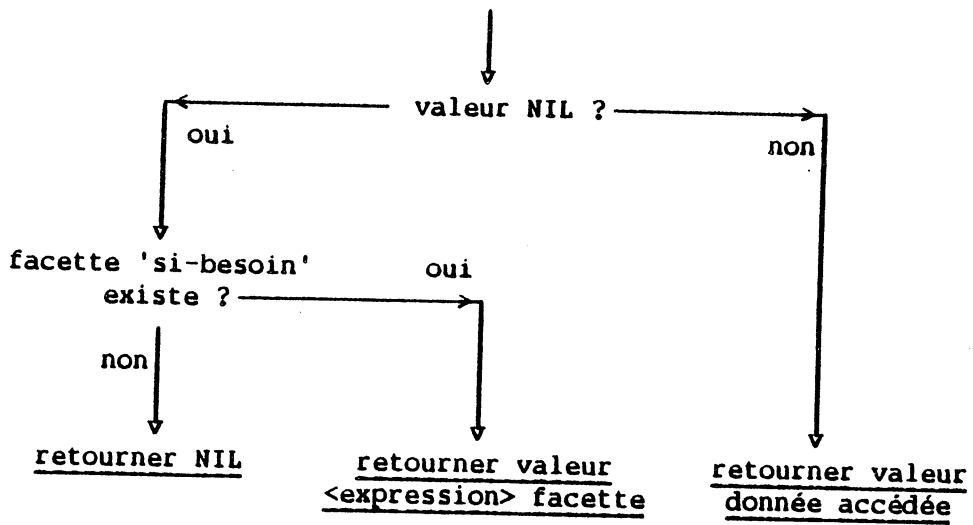 valeur NIL ?
oui
non
facette 'si-besoin'
existe ?
oui
non
retourner NIL
retourner valeur
<expression> facette
retourner valeur
donnée accédée